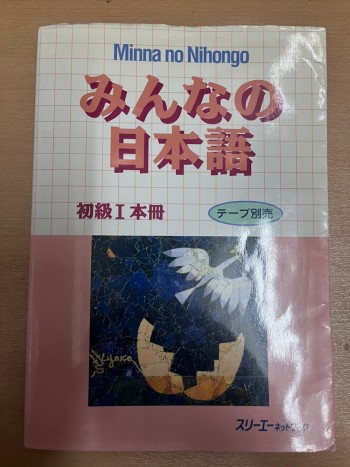 Minna no Nihongo
みんなの
日本語
初級I本冊
テープ別売
Kyoko
スリーエーネットワーク